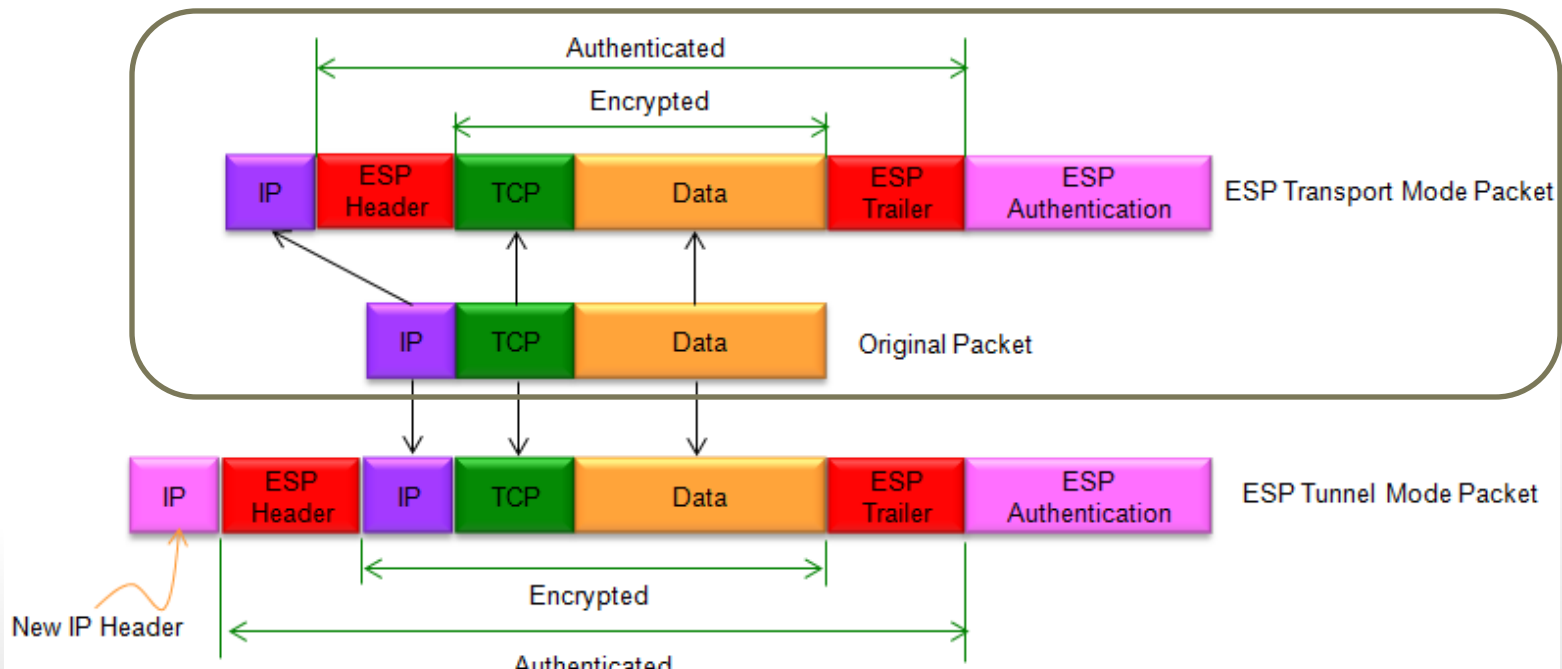 Authenticated
Encrypted
IP
ESP
Header
TCP
Data
ESP
Trailer
ESP
Authentication
ESP Transport Mode Packet
IP
TCP
Data
Original Packet
IP
ESP
Header
IP
TCP
Data
ESP
Trailer
ESP
Authentication
ESP Tunnel Mode Packet
Encrypted
New IP Header
Authenticated